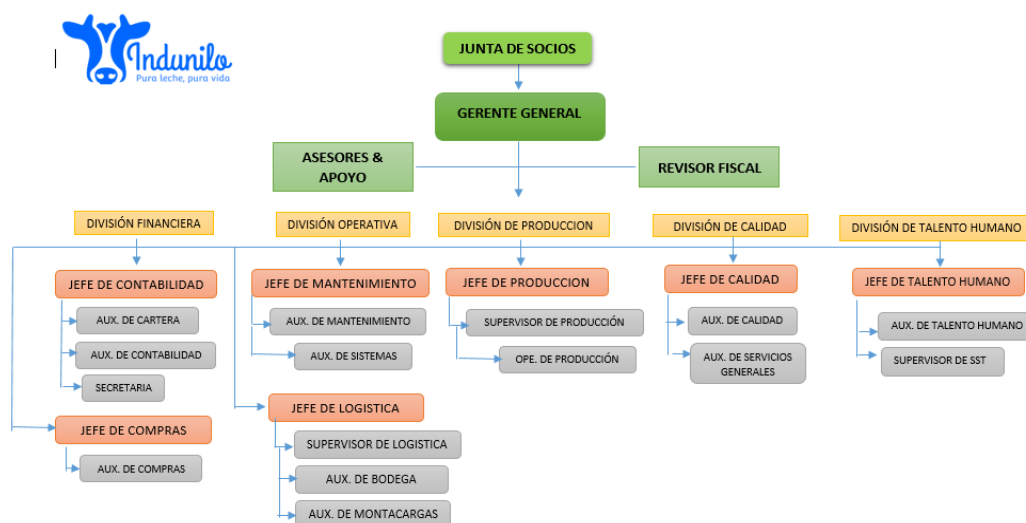 Indunilo
Pura leche, pura vida
JUNTA DE SOCIOS
GERENTE GENERAL
ASESORES &
APOYO
REVISOR FISCAL
DIVISIÓN FINANCIERA
DIVISIÓN OPERATIVA
DIVISIÓN DE PRODUCCION
DIVISIÓN DE CALIDAD
DIVISIÓN DE TALENTO HUMANO
JEFE DE CONTABILIDAD
JEFE DE MANTENIMIENTO
JEFE DE PRODUCCION
JEFE DE CALIDAD
JEFE DE TALENTO HUMANO
AUX. DE CARTERA
AUX. DE MANTENIMIENTO
SUPERVISOR DE PRODUCCIÓN
AUX. DE CALIDAD
AUX. DE TALENTO HUMANO
AUX. DE CONTABILIDAD
AUX. DE SISTEMAS
OPE. DE PRODUCCIÓN
AUX. DE SERVICIOS
GENERALES
SUPERVISOR DE SST
SECRETARIA
JEFE DE COMPRAS
JEFE DE LOGISTICA
AUX. DE COMPRAS
SUPERVISOR DE LOGISTICA
AUX. DE BODEGA
AUX. DE MONTACARGAS